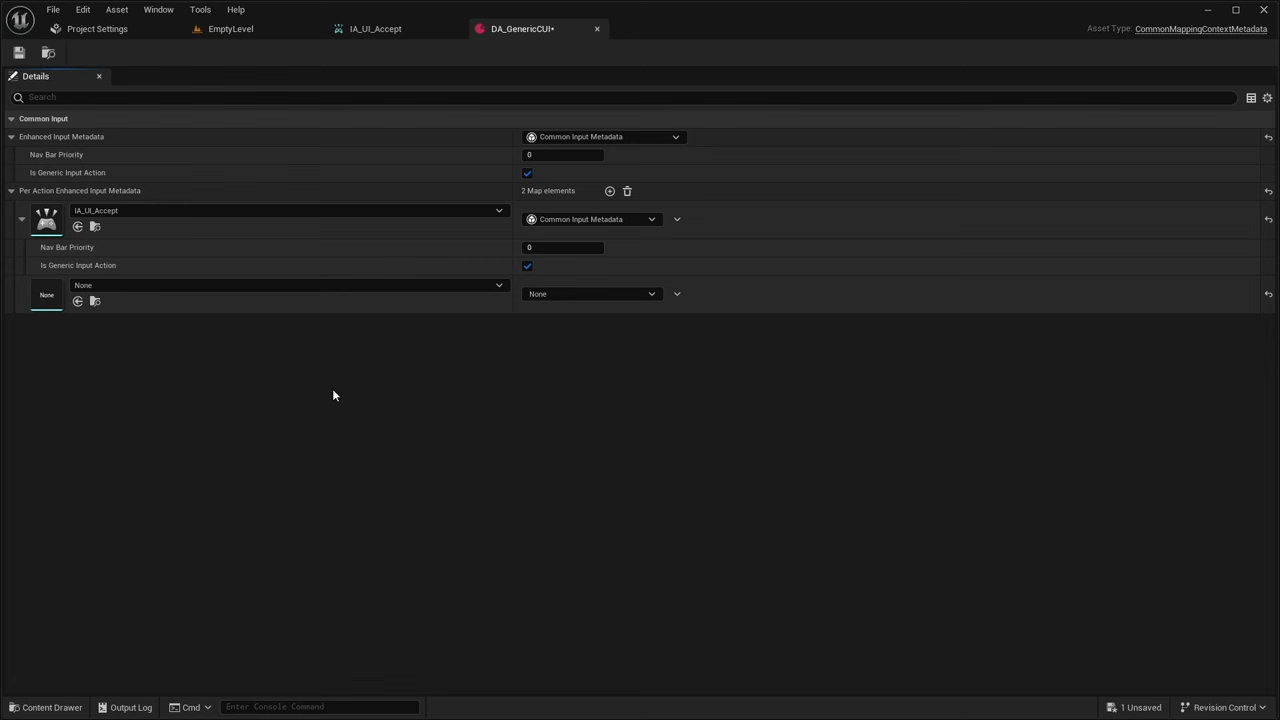 File Edit Asset Window Tools Help
Project Settings EmptyLevel IA_UI_Accept DA_GenericCUI• Asset Type: CommonMappingContextMetadata
Details
Search
Common Input
Enhanced Input Metadata Common Input Metadata
Nav Bar Priority 0
Is Generic Input Action
Per Action Enhanced Input Metadata 2 Map elements
IA_UI_Accept Common Input Metadata
Nav Bar Priority 0
Is Generic Input Action
None None None
Content Drawer Output Log Cmd Enter Console Command 1 Unsaved Revision Control